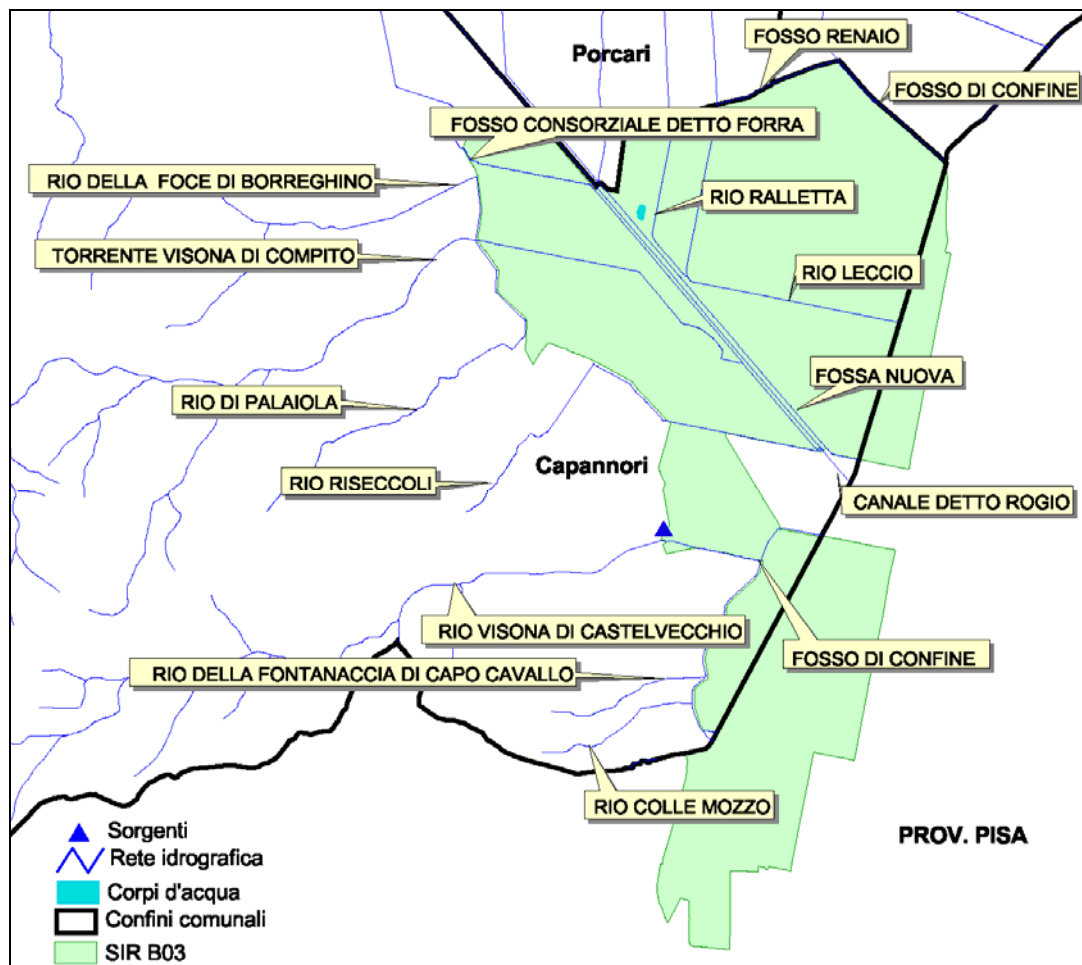 FOSSO RENAIO
Porcari
FOSSO DI CONFINE
FOSSO CONSORZIALE DETTO FORRA
RIO DELLA FOCE DI BORREGHINO
RIO RALLETTA
TORRENTE VISONA DI COMPITO
RIO LECCIO
FOSSA NUOVA
RIO DI PALAIOLA
Capannori
RIO RISECCOLI
CANALE DETTO ROGIO
RIO VISONA DI CASTELVECCHIO
FOSSO DI CONFINE
RIO DELLA FONTANACCIA DI CAPO CAVALLO
RIO COLLE MOZZO
PROV. PISA
Sorgenti
Rete idrografica
Corpi d'acqua
Confini comunali
SIR B03